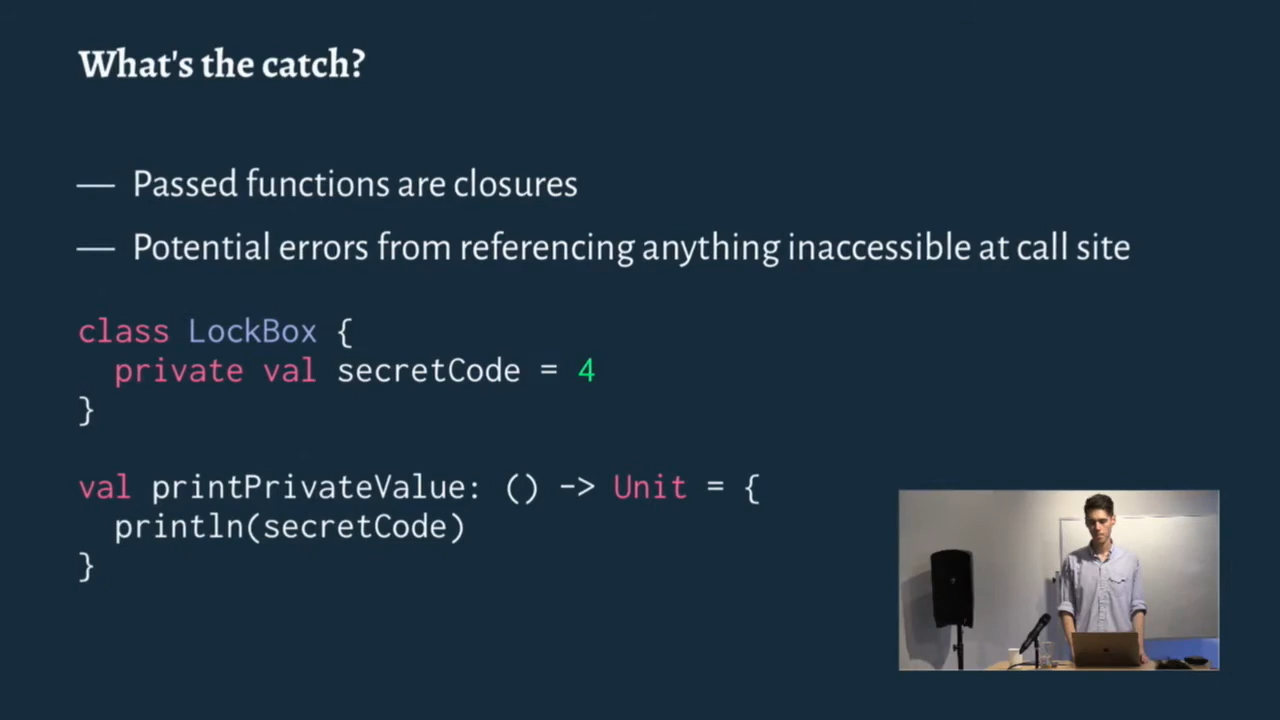 What's the catch?
— Passed functions are closures
— Potential errors from referencing anything inaccessible at call site
class LockBox {
  private val secretCode = 4
}
val printPrivateValue: () -> Unit = {
  println(secretCode)
}